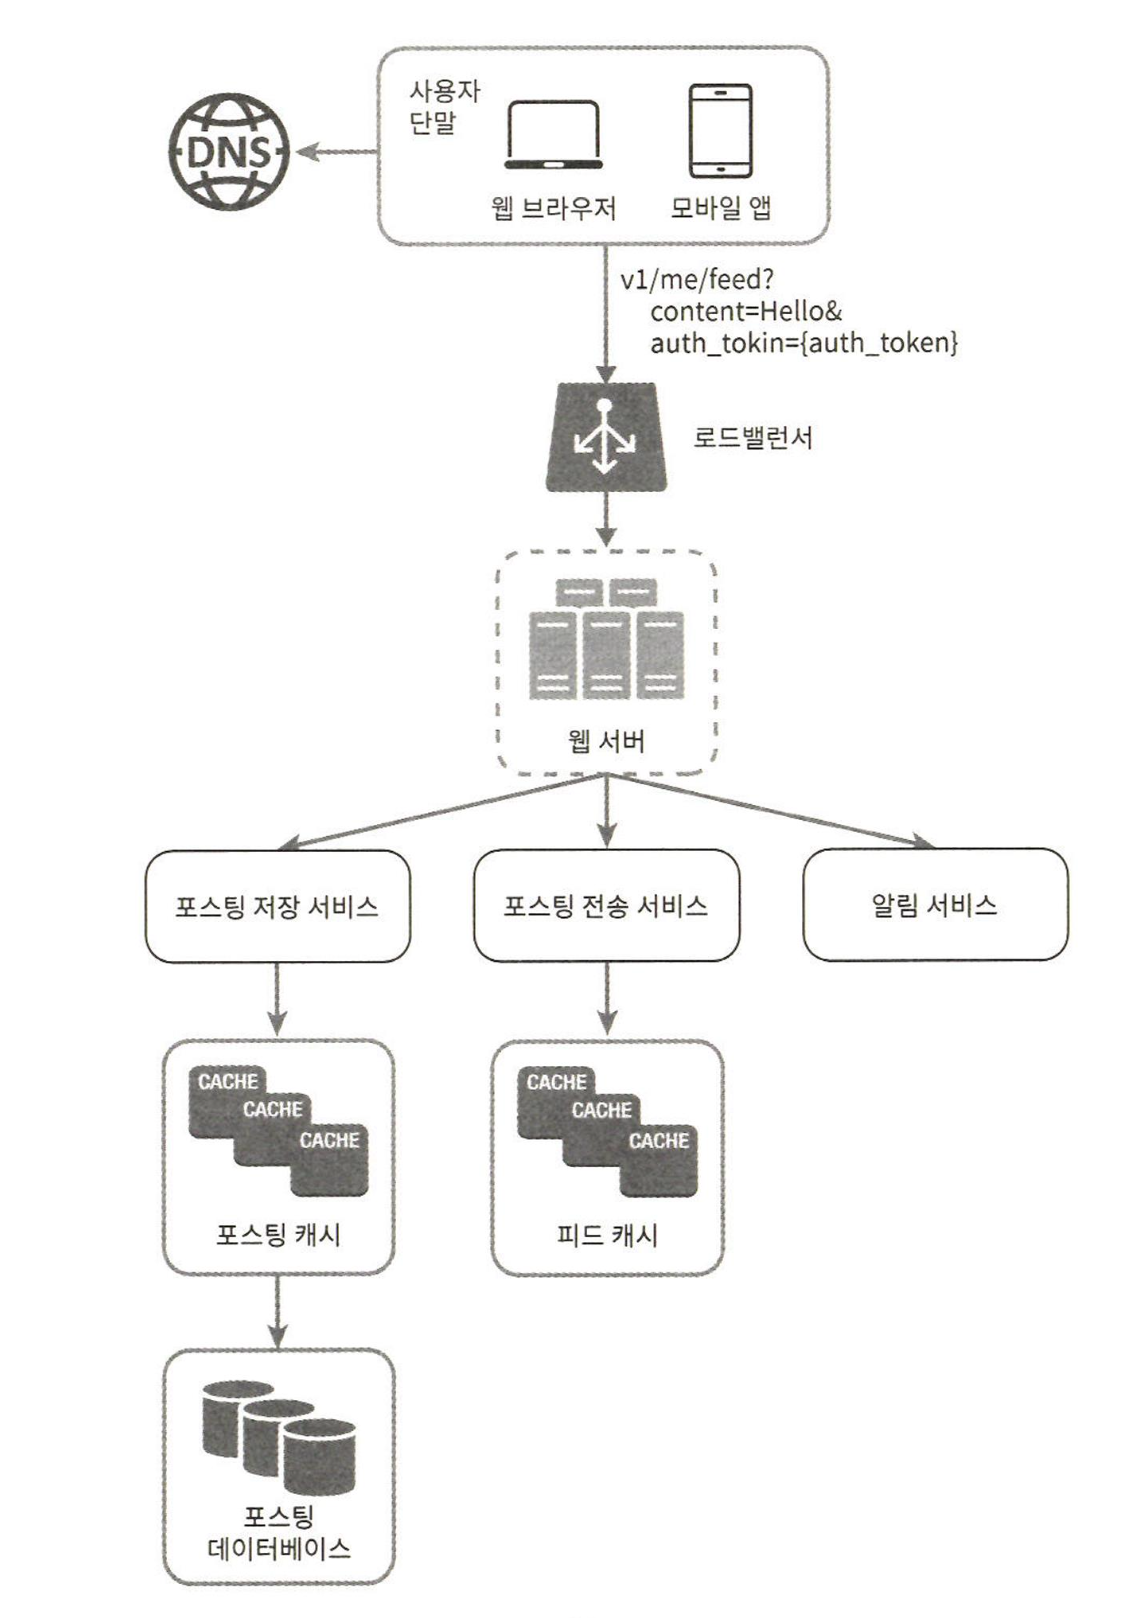 사용자
단말
DNS
웹 브라우저
모바일 앱
v1/me/feed?
content=Hello&
auth_tokin={auth_token}
로드밸런서
웹 서버
포스팅 저장 서비스
포스팅 전송 서비스
알림 서비스
CACHE
CACHE
CACHE
포스팅 캐시
CACHE
CACHE
CACHE
피드 캐시
포스팅
데이터베이스